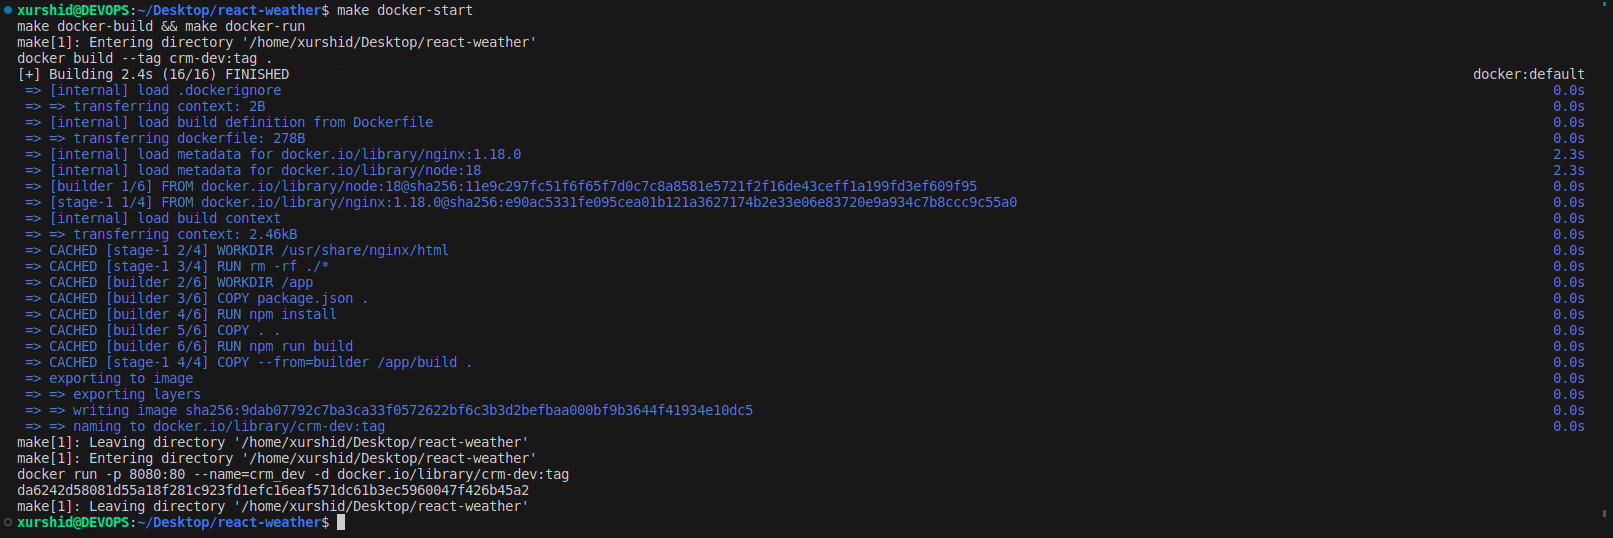 xurshid@DEVOPS:~/Desktop/react-weather$ make docker-start
make docker-build && make docker-run
make[1]: Entering directory '/home/xurshid/Desktop/react-weather'
docker build --tag crm-dev:tag .
[+] Building 2.4s (16/16) FINISHED docker:default
=> [internal] load .dockerignore 0.0s
=> => transferring context: 2B 0.0s
=> [internal] load build definition from Dockerfile 0.0s
=> => transferring dockerfile: 278B 0.0s
=> [internal] load metadata for docker.io/library/nginx:1.18.0 2.3s
=> [internal] load metadata for docker.io/library/node:18 2.3s
=> [builder 1/6] FROM docker.io/library/node:18@sha256:11e9c297fc51f6f65f7d0c7c8a8581e5721f2f16de43ceff1a199fd3ef609f95 0.0s
=> [stage-1 1/4] FROM docker.io/library/nginx:1.18.0@sha256:e90ac5331fe095cea01b121a3627174b2e33e06e83720e9a934c7b8ccc9c55a0 0.0s
=> [internal] load build context 0.0s
=> => transferring context: 2.46kB 0.0s
=> CACHED [stage-1 2/4] WORKDIR /usr/share/nginx/html 0.0s
=> CACHED [stage-1 3/4] RUN rm -rf ./* 0.0s
=> CACHED [builder 2/6] WORKDIR /app 0.0s
=> CACHED [builder 3/6] COPY package.json . 0.0s
=> CACHED [builder 4/6] RUN npm install 0.0s
=> CACHED [builder 5/6] COPY . . 0.0s
=> CACHED [builder 6/6] RUN npm run build 0.0s
=> CACHED [stage-1 4/4] COPY --from=builder /app/build . 0.0s
=> exporting to image 0.0s
=> => exporting layers 0.0s
=> => writing image sha256:9dab07792c7ba3ca33f0572622bf6c3b3d2befbaa000bf9b3644f41934e10dc5 0.0s
=> => naming to docker.io/library/crm-dev:tag 0.0s
make[1]: Leaving directory '/home/xurshid/Desktop/react-weather'
make[1]: Entering directory '/home/xurshid/Desktop/react-weather'
docker run -p 8080:80 --name=crm_dev -d docker.io/library/crm-dev:tag
da6242d58081d55a18f281c923fd1efc16eaf571dc61b3ec5960047f426b45a2
make[1]: Leaving directory '/home/xurshid/Desktop/react-weather'
xurshid@DEVOPS:~/Desktop/react-weather$